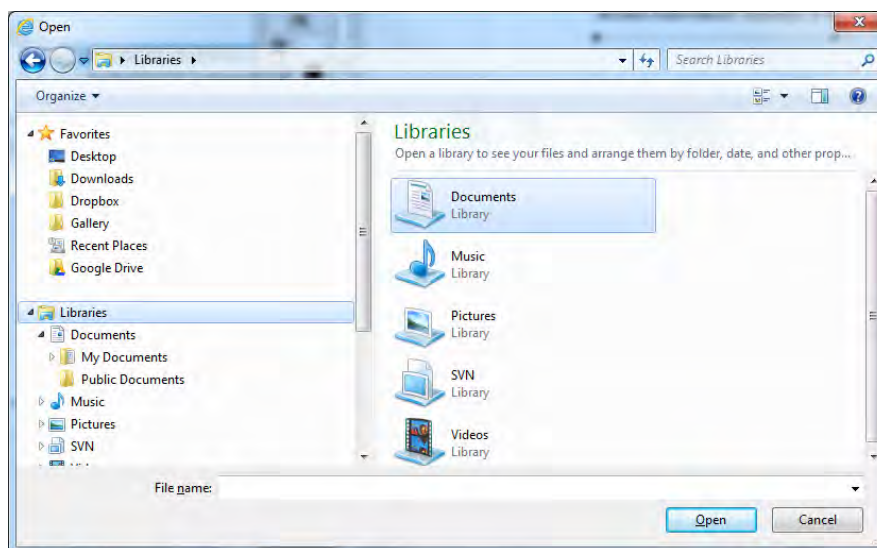 Open
Libraries
Search Libraries
Organize
Favorites
Desktop
Downloads
Dropbox
Gallery
Recent Places
Google Drive
Libraries
Documents
My Documents
Public Documents
Music
Pictures
SVN
Libraries
Open a library to see your files and arrange them by folder, date, and other prop...
Documents
Library
Music
Library
Pictures
Library
SVN
Library
Videos
Library
File name:
Open
Cancel